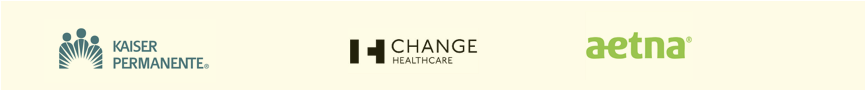 KAISER
PERMANENTE®
CHANGE
HEALTHCARE
aetna®